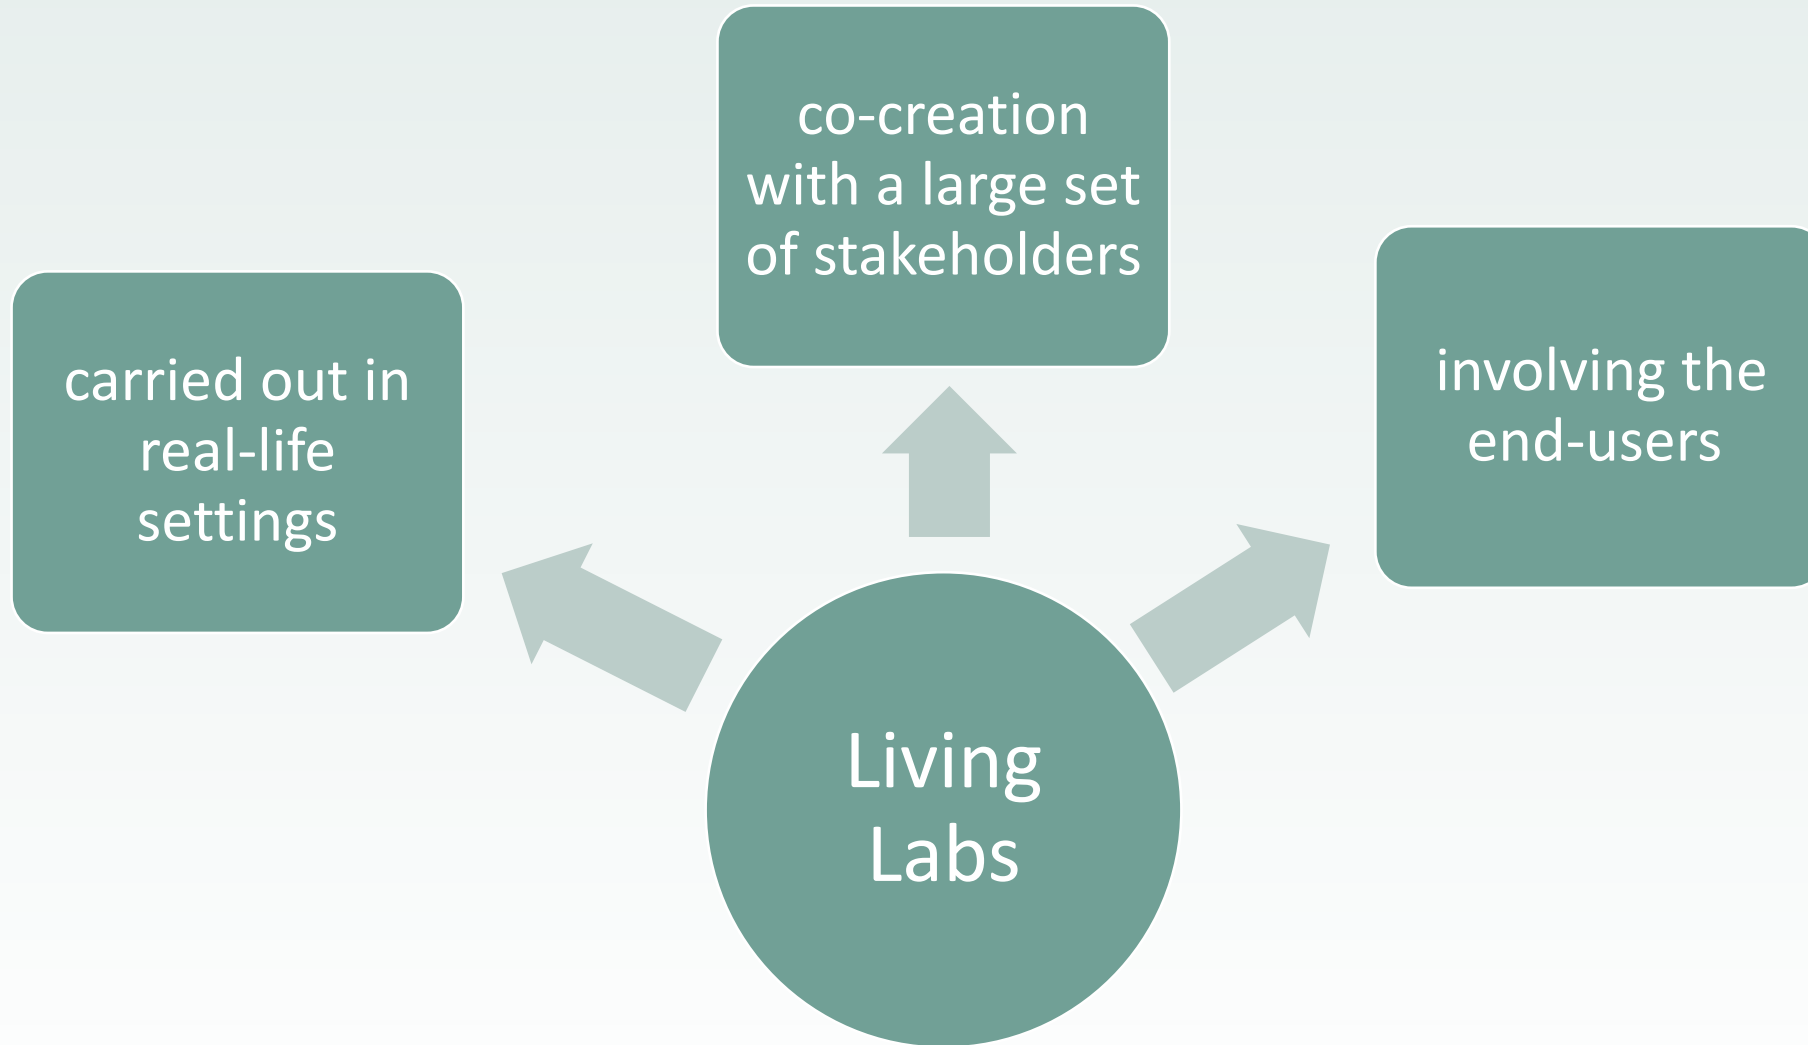 carried out in
real-life
settings
co-creation
with a large set
of stakeholders
involving the
end-users
Living
Labs